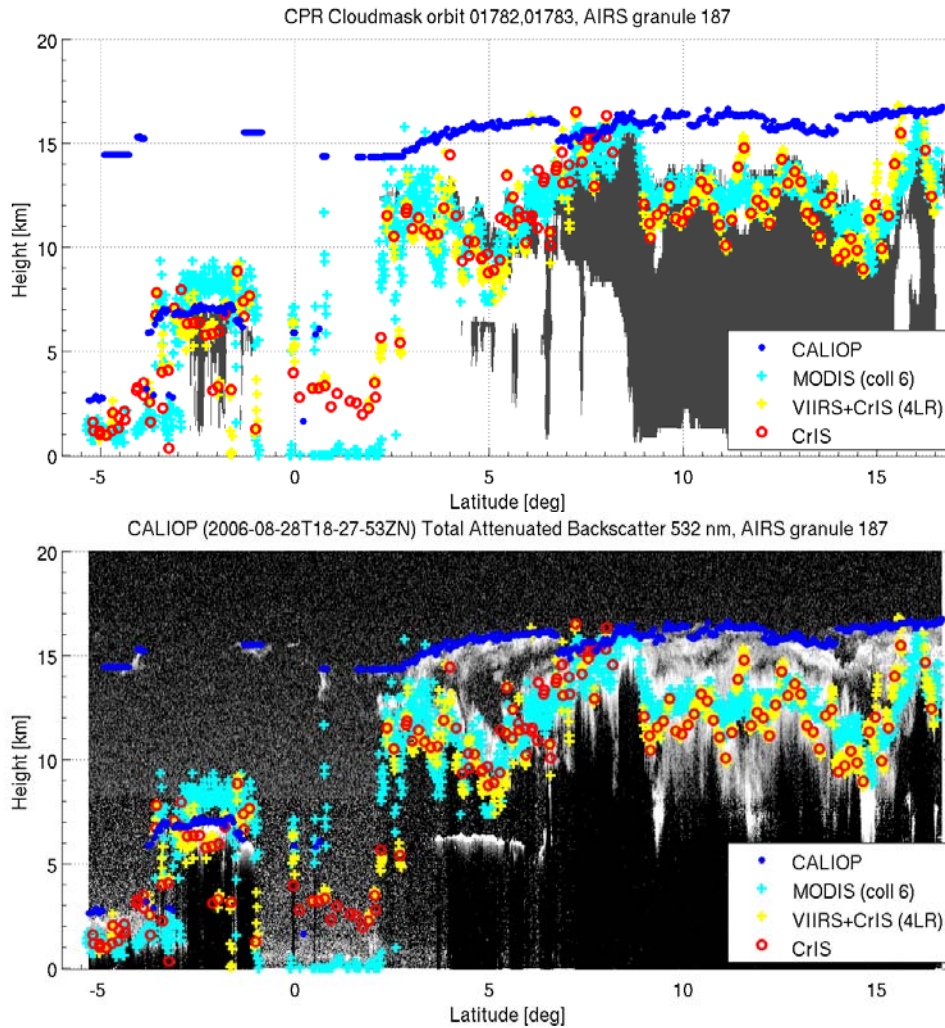 CPR Cloudmask orbit 01782,01783, AIRS granule 187
20
15
10
5
0
Height [km]
-5 0 5 10 15
Latitude [deg]
CALIOP
MODIS (coll 6)
VIIRS+CrIS (4LR)
CrIS
CALIOP (2006-08-28T18-27-53ZN) Total Attenuated Backscatter 532 nm, AIRS granule 187
20
15
10
5
0
Height [km]
-5 0 5 10 15
Latitude [deg]
CALIOP
MODIS (coll 6)
VIIRS+CrIS (4LR)
CrIS